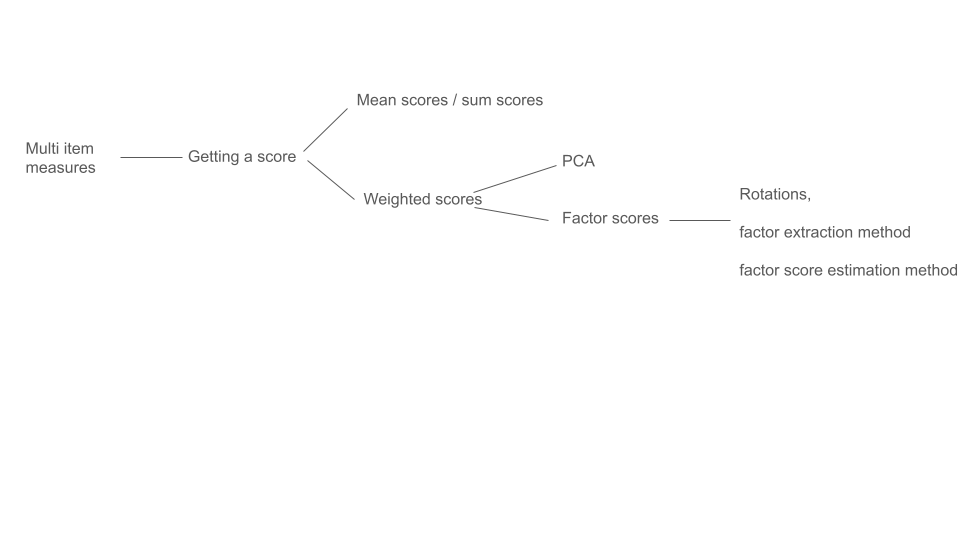 Mean scores / sum scores
Multi item
measures
Getting a score
PCA
Weighted scores
Factor scores
Rotations,
factor extraction method
factor score estimation method